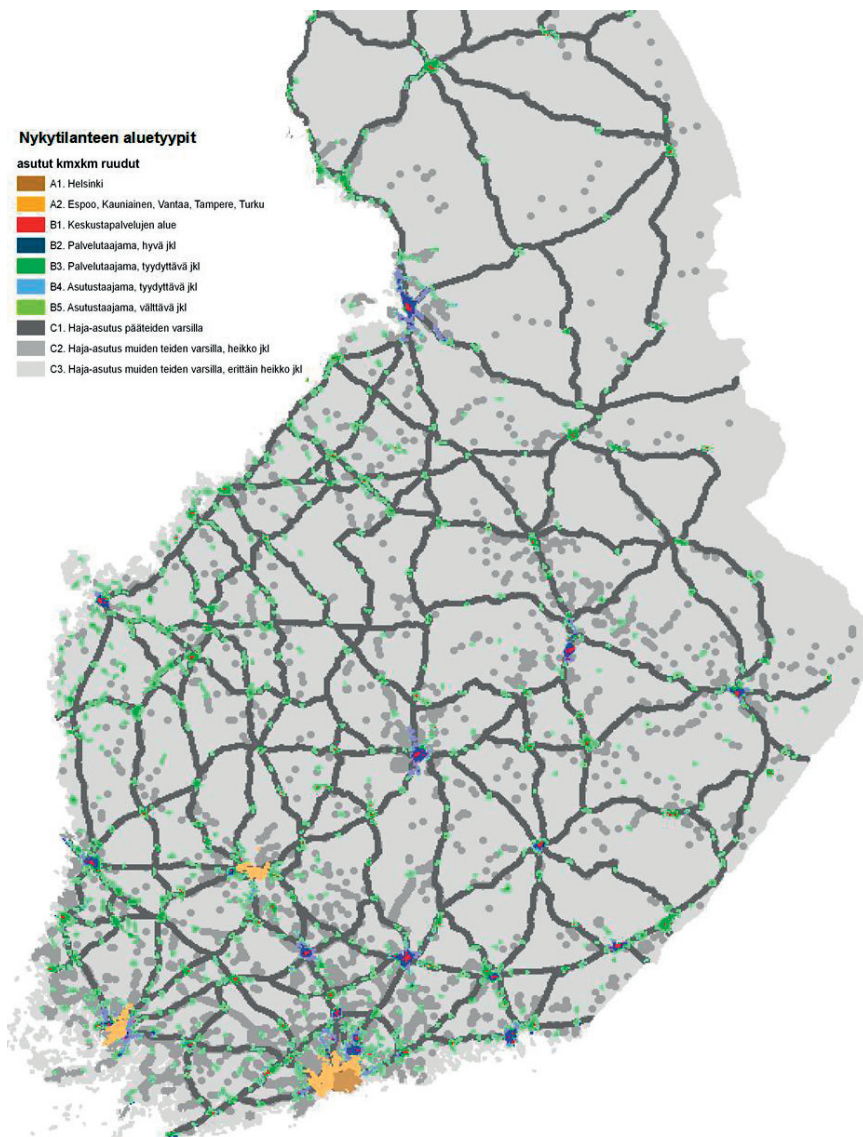 Nykytilanteen aluetyypit
asutut kmxkm ruudut
A1. Helsinki
A2. Espoo, Kauniainen, Vantaa, Tampere, Turku
B1. Keskustapalvelujen alue
B2. Palvelutaajama, hyvä jkl
B3. Palvelutaajama, tyydyttävä jkl
B4. Asutustaajama, tyydyttävä jkl
B5. Asutustaajama, välttävä jkl
C1. Haja-asutus pääteiden varsilla
C2. Haja-asutus muiden teiden varsilla, heikko jkl
C3. Haja-asutus muiden teiden varsilla, erittäin heikko jkl